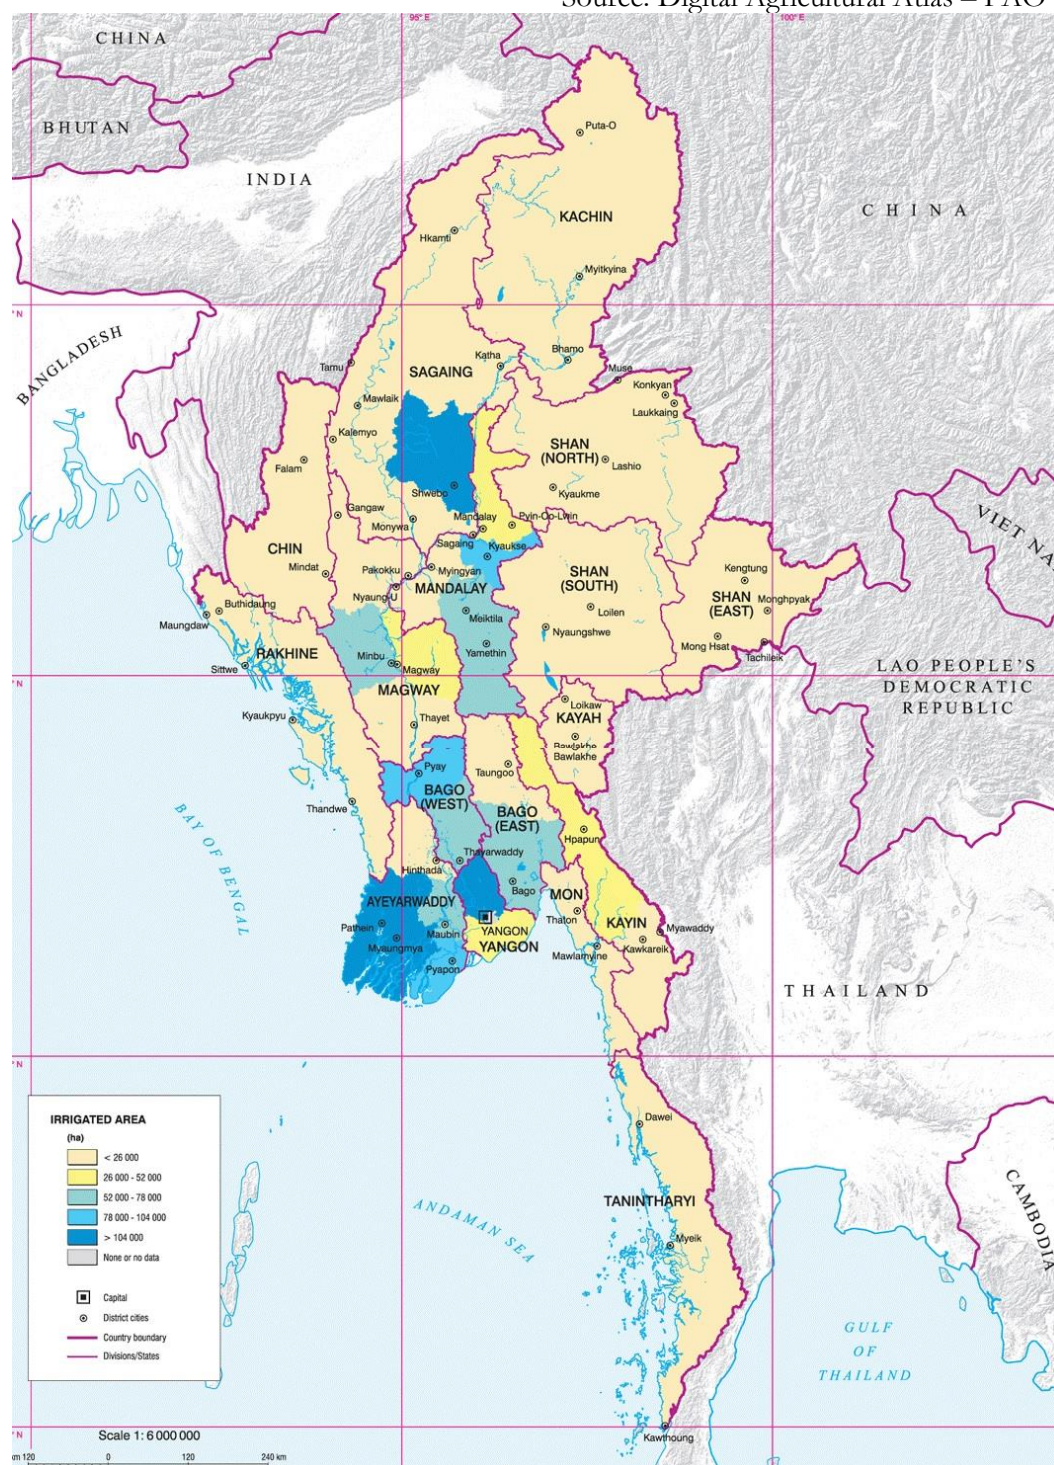 Source: Digital Agricultural Atlas – FAO
95° E
100° E
CHINA
BHUTAN
INDIA
CHINA
Puta-O
KACHIN
Hkamti
Myitkyina
° N
BANGLADESH
Tamu
Katha
Bhamo
SAGAING
Muse
Konkyan
Mawlaik
Laukkaing
Kalemyo
SHAN
(NORTH)
Lashio
Falam
Shwebo
Kyaukme
Gangaw
Mandalay
Pyin-Oo-Lwin
Monywa
VIET NA
Sagaing
Kyaukse
CHIN
Mindat
Pakokku
Myingyan
SHAN
(SOUTH)
Kengtung
MANDALAY
SHAN
(EAST)
Monghpyak
Nyaung-U
Buthidaung
Maungdaw
Meiktila
Loilen
Nyaungshwe
Mong Hsat
Tachileik
RAKHINE
Minbu
Yamethin
Sittwe
Magway
LAO PEOPLE'S
DEMOCRATIC
REPUBLIC
° N
MAGWAY
Loikaw
Kyaukpyu
Thayet
KAYAH
Bawlakhe
Bawlakhe
Pyay
Taungoo
BAGO
(WEST)
Thandwe
BAGO
(EAST)
BAY OF BENGAL
Hpapun
Thayarwaddy
Hinthada
Bago
MON
AYEYARWADDY
Thaton
KAYIN
Pathein
Maubin
YANGON
Myawaddy
Myaungmya
YANGON
Kawkareik
Mawlamyine
Pyapon
THAILAND
° N
IRRIGATED AREA
(ha)
< 26 000
26 000 - 52 000
52 000 - 78 000
78 000 - 104 000
> 104 000
None or no data
Capital
District cities
Country boundary
Divisions/States
Dawei
TANINTHARYI
ANDAMAN SEA
Myeik
CAMBODIA
GULF
OF
THAILAND
° N
Kawthoung
Scale 1: 6 000 000
km 120
0
240 km